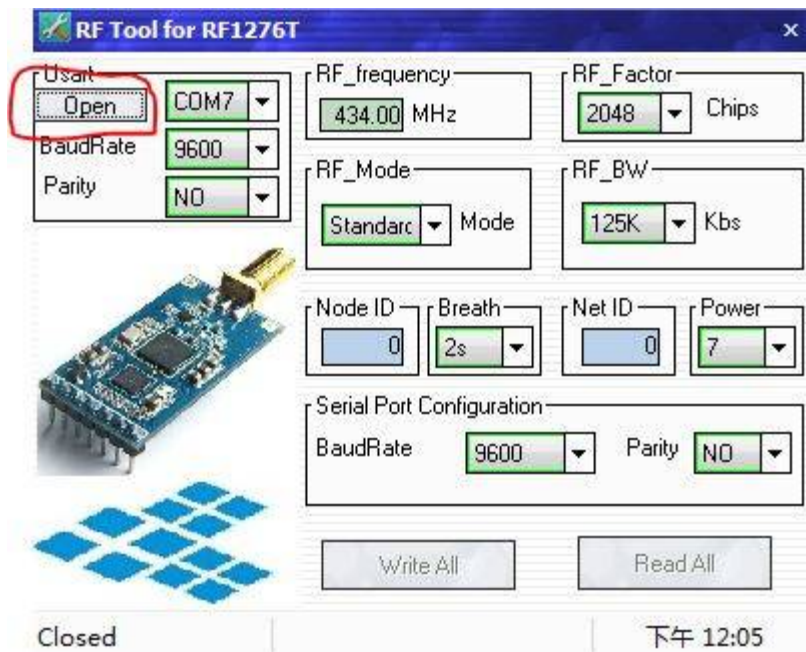 RF Tool for RF1276T
Usart
Open COM7
BaudRate 9600
Parity NO
RF_frequency
434.00 MHz
RF_Factor
2048 Chips
RF_Mode
Standarc Mode
RF_BW
125K Kbs
Node ID
0
Breath
2s
Net ID
0
Power
7
Serial Port Configuration
BaudRate 9600 Parity NO
Write All Read All
Closed 下午 12:05